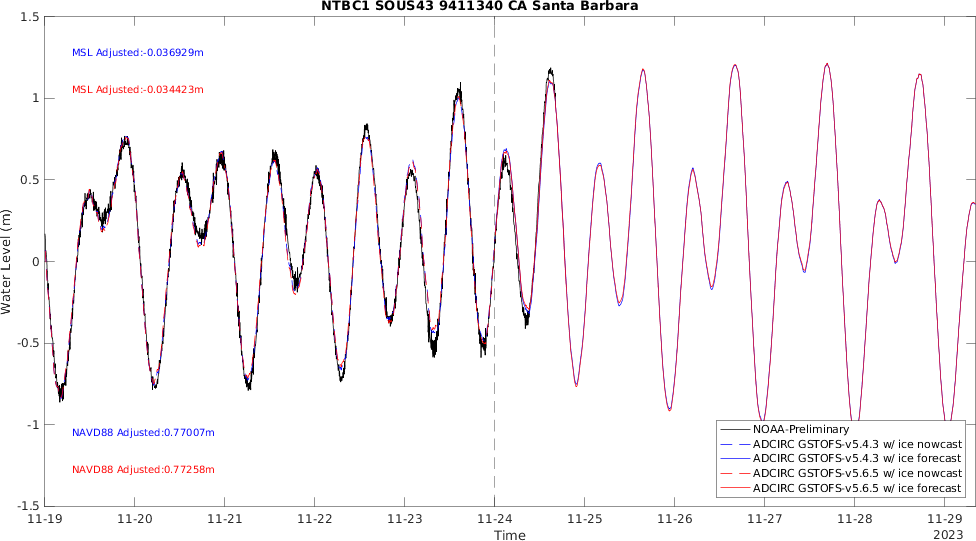 NTBC1 SOUS43 9411340 CA Santa Barbara
1.5
1
0.5
0
-0.5
-1
-1.5
Water Level (m)
MSL Adjusted:-0.036929m
MSL Adjusted:-0.034423m
NAVD88 Adjusted:0.77007m
NAVD88 Adjusted:0.77258m
NOAA-Preliminary
ADCIRC GSTOFS-v5.4.3 w/ ice nowcast
ADCIRC GSTOFS-v5.4.3 w/ ice forecast
ADCIRC GSTOFS-v5.6.5 w/ ice nowcast
ADCIRC GSTOFS-v5.6.5 w/ ice forecast
11-19 11-20 11-21 11-22 11-23 11-24 11-25 11-26 11-27 11-28 11-29
Time
2023